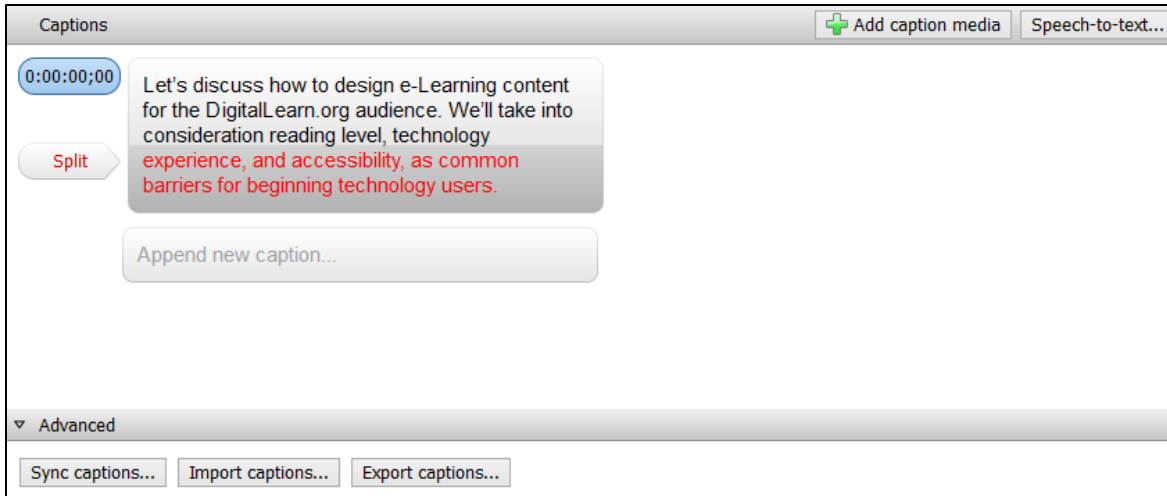 Captions
Add caption media
Speech-to-text...
0:00:00;00
Let's discuss how to design e-Learning content
for the DigitalLearn.org audience. We'll take into
consideration reading level, technology
Split
experience, and accessibility, as common
barriers for beginning technology users.
Append new caption...
Advanced
Sync captions...
Import captions...
Export captions...